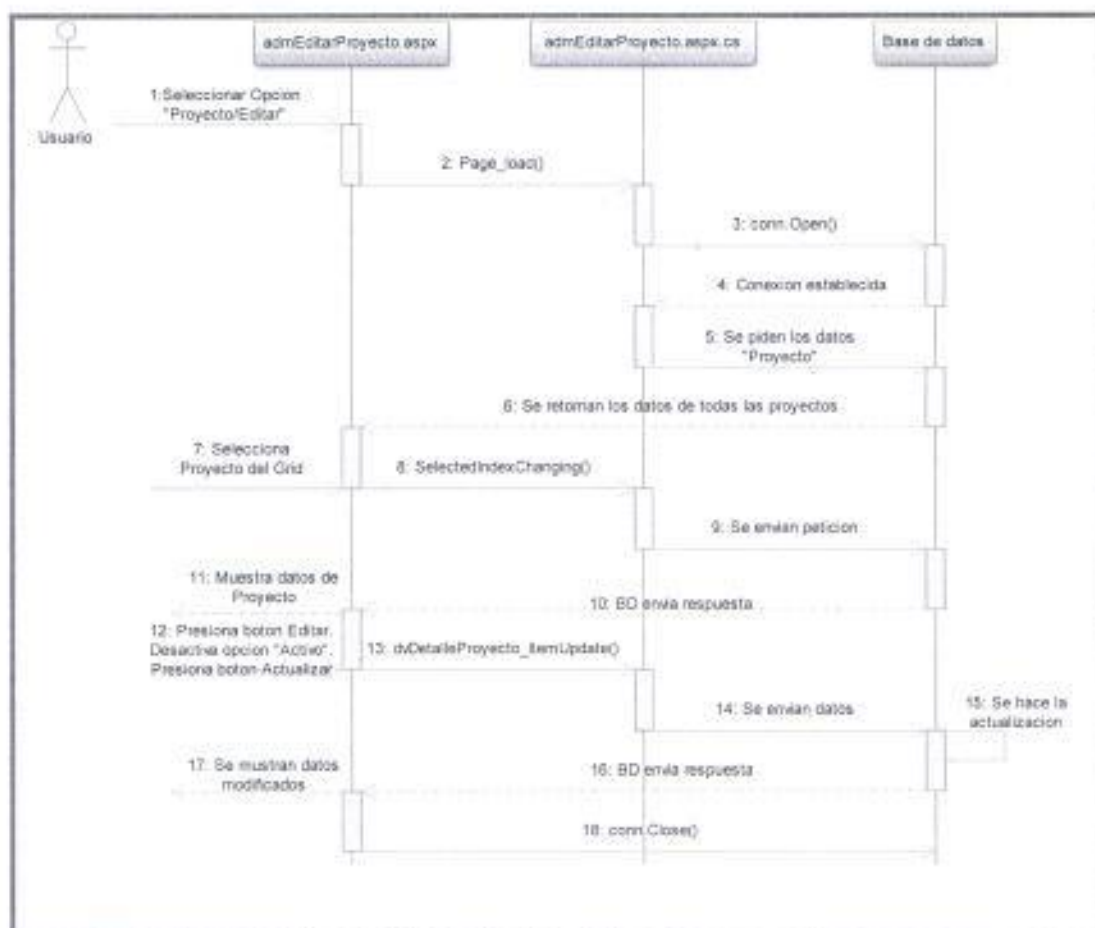 admEditarProyecto.aspx
admEditarProyecto.aspx.cs
Base de datos
Usuario
1:Seleccionar Opcion
"Proyecto/Editar"
2: Page_load()
3: conn.Open()
4: Conexion establecida
5: Se piden los datos
"Proyecto"
6: Se retornan los datos de todas las proyectos
7: Selecciona
Proyecto del Grid
8: SelectedIndexChanging()
9: Se envian peticion
10: BD envia respuesta
11: Muestra datos de
Proyecto
12: Presiona boton Editar.
Desactiva opcion "Activo".
Presiona boton Actualizar
13: dvDetalleProyecto_ItemUpdate()
14: Se envian datos
15: Se hace la
actualizacion
16: BD envia respuesta
17: Se mustran datos
modificados
18: conn.Close()